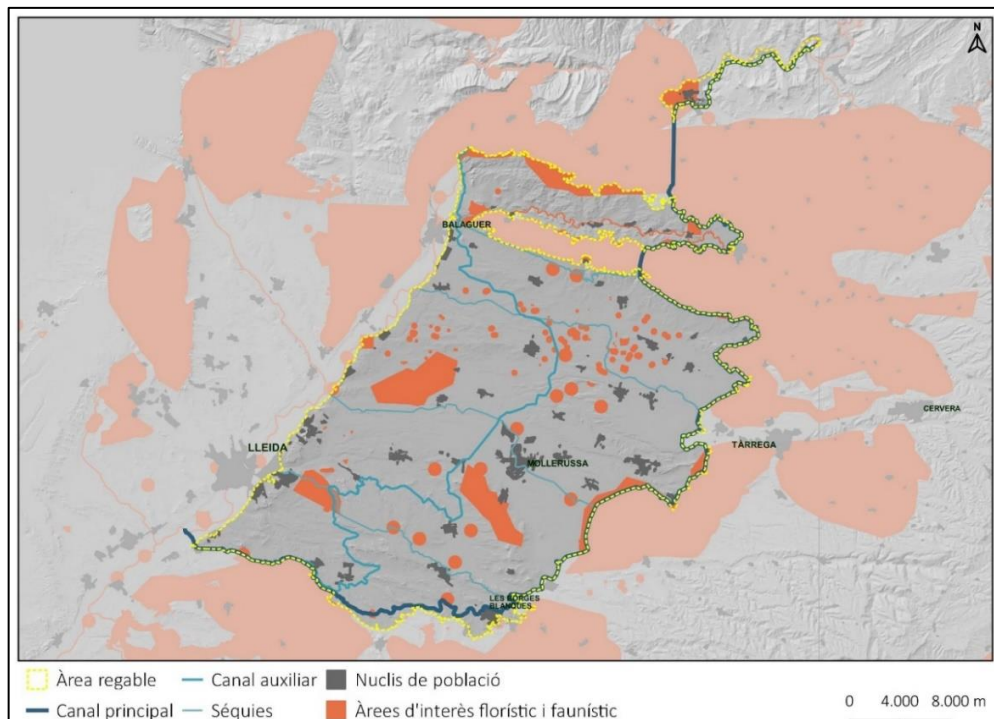 N
BALAGUER
CERVERA
TÀRREGA
LLEIDA
MOLLERUSSA
LES BORGES
BLANQUES
Àrea regable
Canal auxiliar
Nuclis de població
Canal principal
Séquies
Àrees d'interès florístic i faunístic
0 4.000 8.000 m